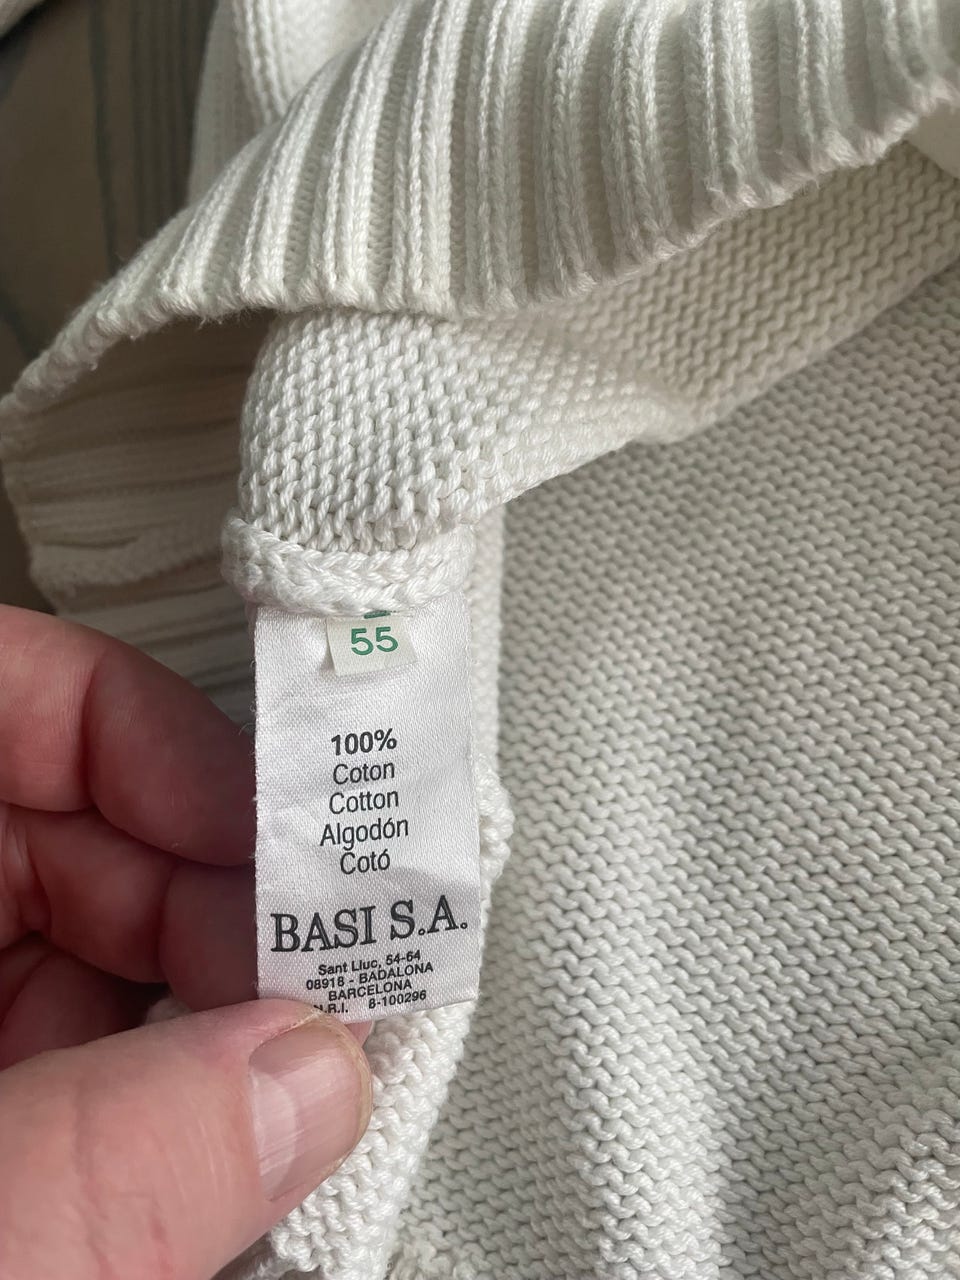 55
100%
Coton
Cotton
Algodón
Cotó
BASI S.A.
Sant Lluc, 54-64
08918 - BADALONA
BARCELONA
N.R.I. 8-100296